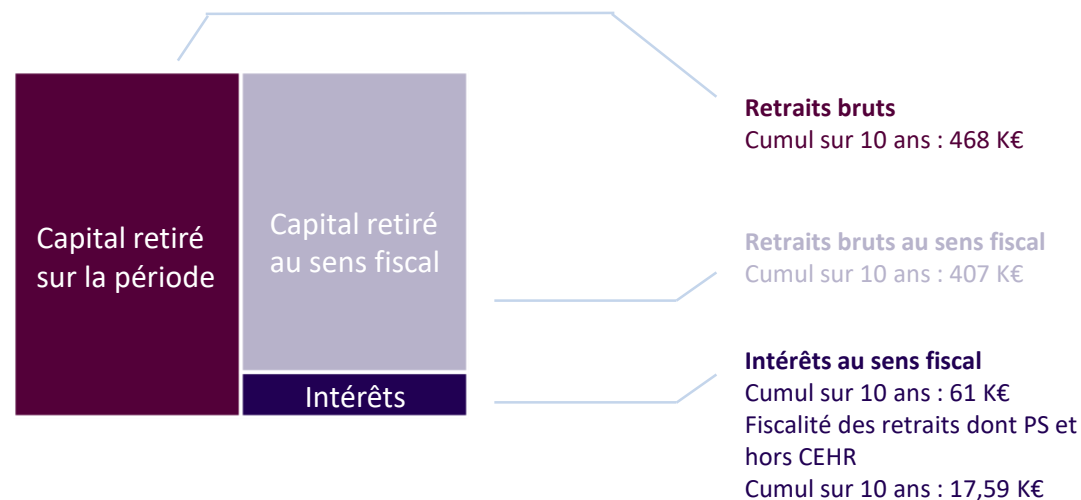 Capital retiré
sur la période
Capital retiré
au sens fiscal
Intérêts
Retraits bruts
Cumul sur 10 ans : 468 K€
Retraits bruts au sens fiscal
Cumul sur 10 ans : 407 K€
Intérêts au sens fiscal
Cumul sur 10 ans : 61 K€
Fiscalité des retraits dont PS et
hors CEHR
Cumul sur 10 ans : 17,59 K€